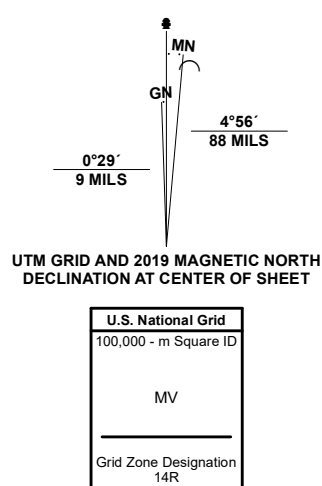 MN
GN
4°56´
88 MILS
0°29´
9 MILS
UTM GRID AND 2019 MAGNETIC NORTH
DECLINATION AT CENTER OF SHEET
U.S. National Grid
100,000 - m Square ID
MV
Grid Zone Designation
14R